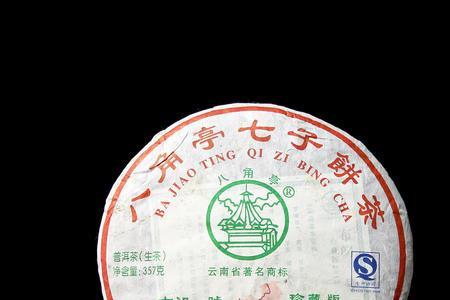 八角亭七子餅茶
BA JIAO TING QI ZI BING CHA
八角亭
®
云南省著名商标
普洱茶(生茶)
净含量:357克
珍藏版